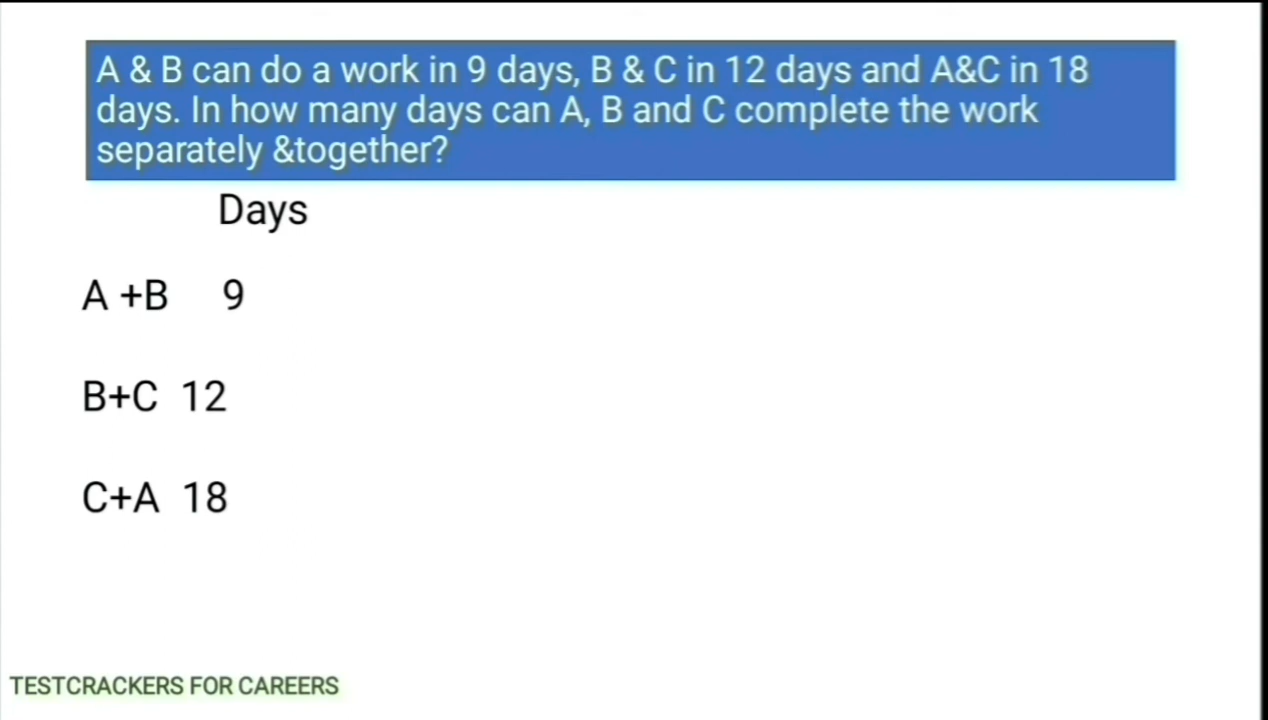 A & B can do a work in 9 days, B & C in 12 days and A&C in 18
days. In how many days can A, B and C complete the work
separately &together?
Days
A +B 9
B+C 12
C+A 18
TESTCRACKERS FOR CAREERS